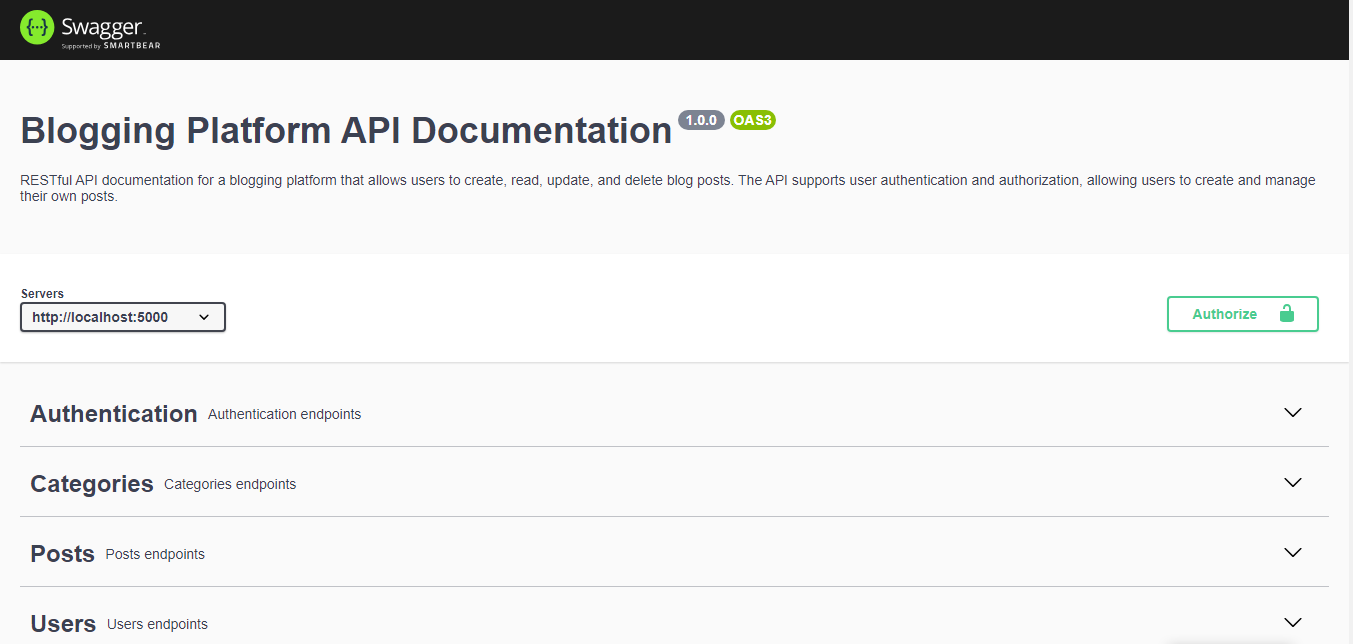 {···} Swagger
Supported by SMARTBEAR
Blogging Platform API Documentation 1.0.0 OAS3
RESTful API documentation for a blogging platform that allows users to create, read, update, and delete blog posts. The API supports user authentication and authorization, allowing users to create and manage
their own posts.
Servers
http://localhost:5000
Authorize
Authentication Authentication endpoints
Categories Categories endpoints
Posts Posts endpoints
Users Users endpoints